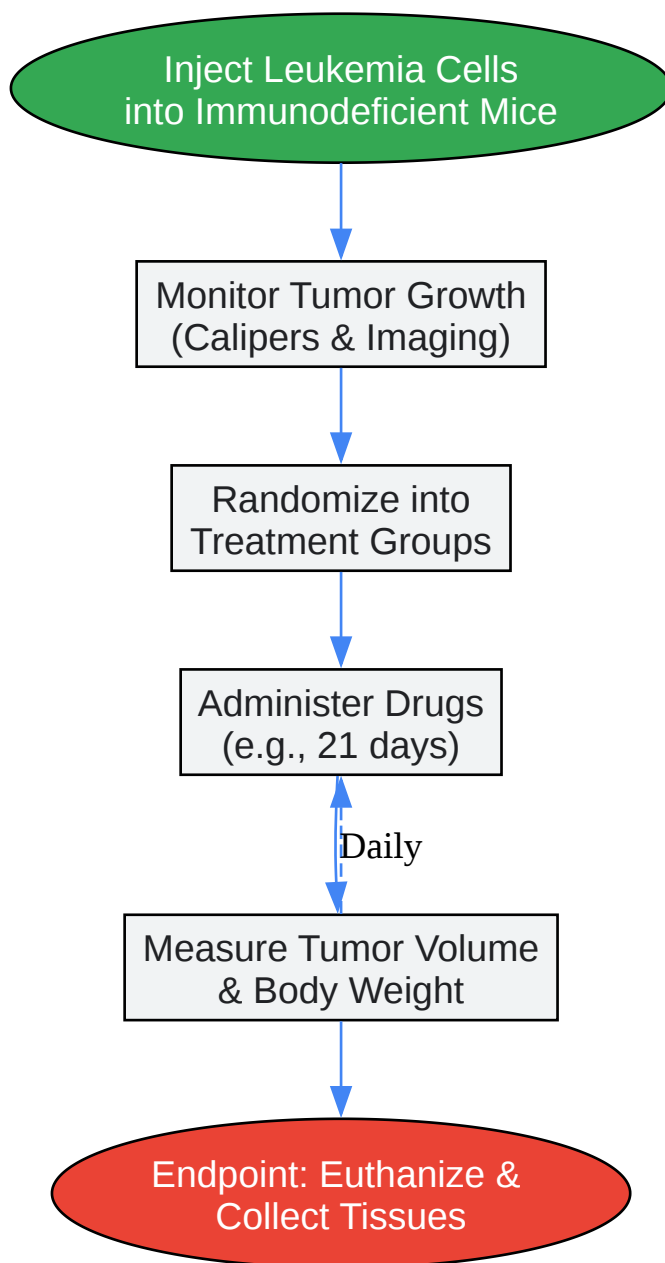 Inject Leukemia Cells
into Immunodeficient Mice
Monitor Tumor Growth
(Calipers & Imaging)
Randomize into
Treatment Groups
Administer Drugs
(e.g., 21 days)
Daily
Measure Tumor Volume
& Body Weight
Endpoint: Euthanize &
Collect Tissues